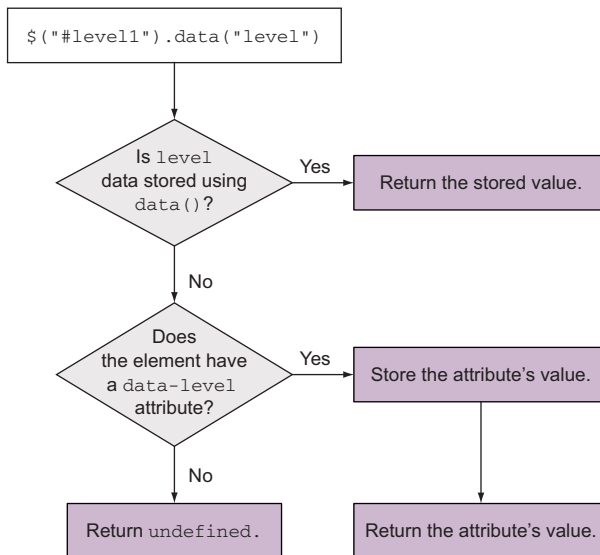 $("#level1").data("level")
Is level
data stored using
data()?
Yes
Return the stored value.
No
Does
the element have
a data-level
attribute?
Yes
Store the attribute’s value.
No
Return undefined.
Return the attribute’s value.